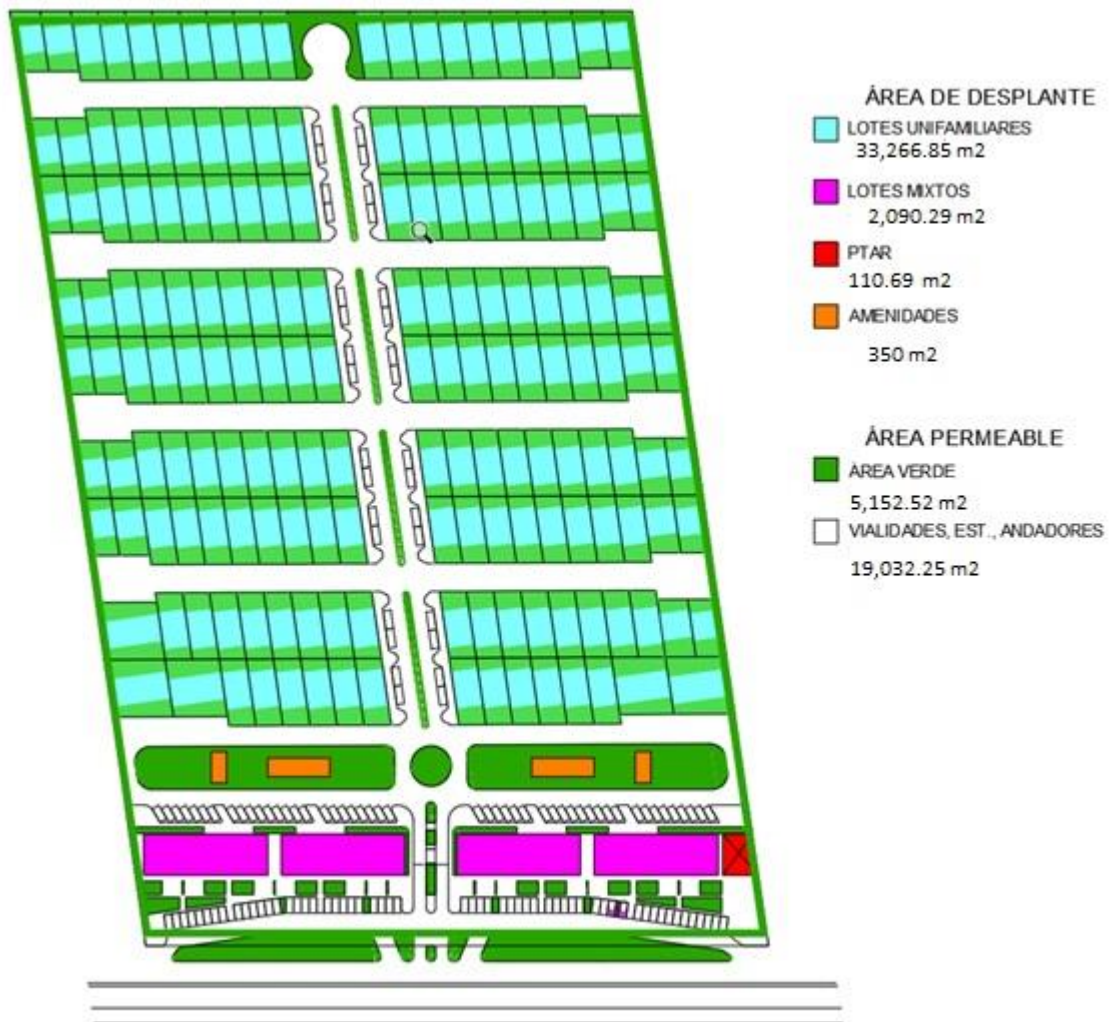 ÁREA DE DESPLANTE
LOTES UNIFAMILIARES
33,266.85 m2
LOTES MIXTOS
2,090.29 m2
PTAR
110.69 m2
AMENIDADES
350 m2
ÁREA PERMEABLE
ÁREA VERDE
5,152.52 m2
VIALIDADES, EST., ANDADORES
19,032.25 m2